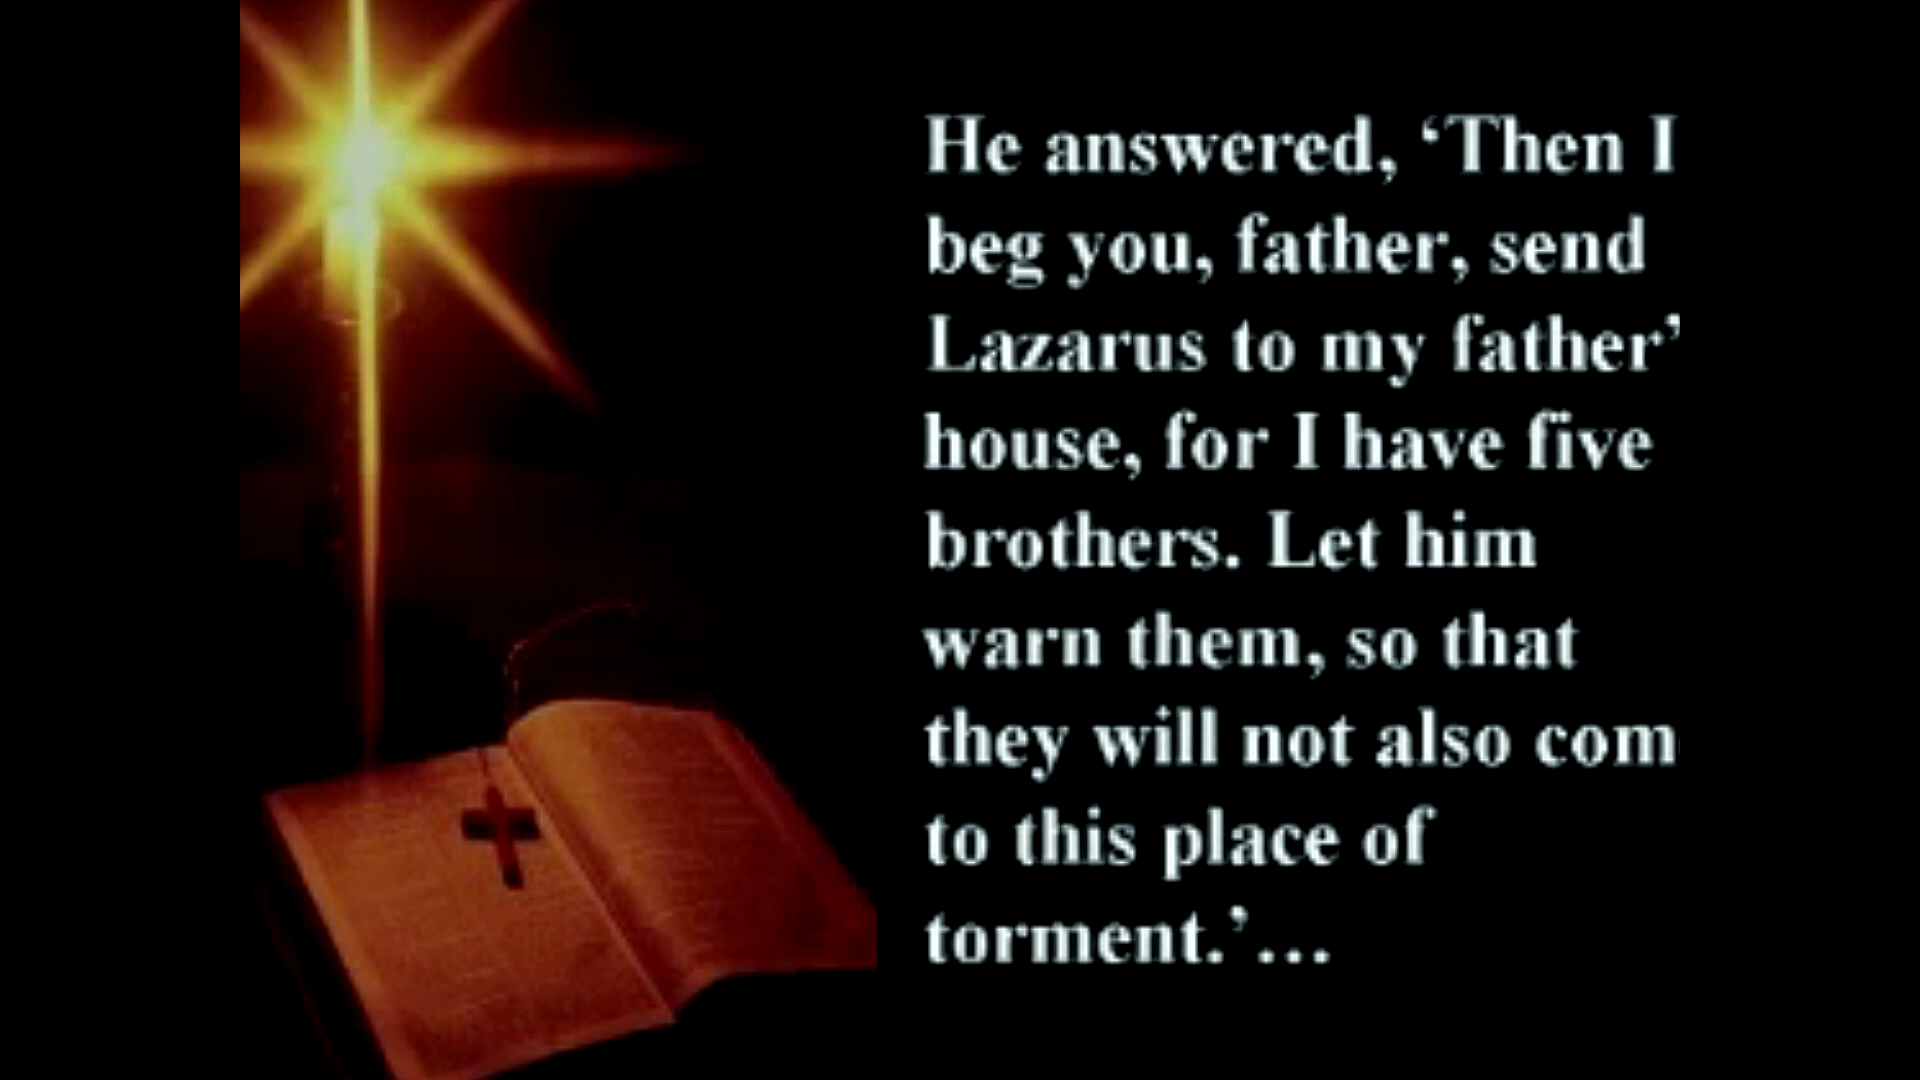 He answered, ‘Then I
beg you, father, send
Lazarus to my father’
house, for I have five
brothers. Let him
warn them, so that
they will not also com
to this place of
torment.’…